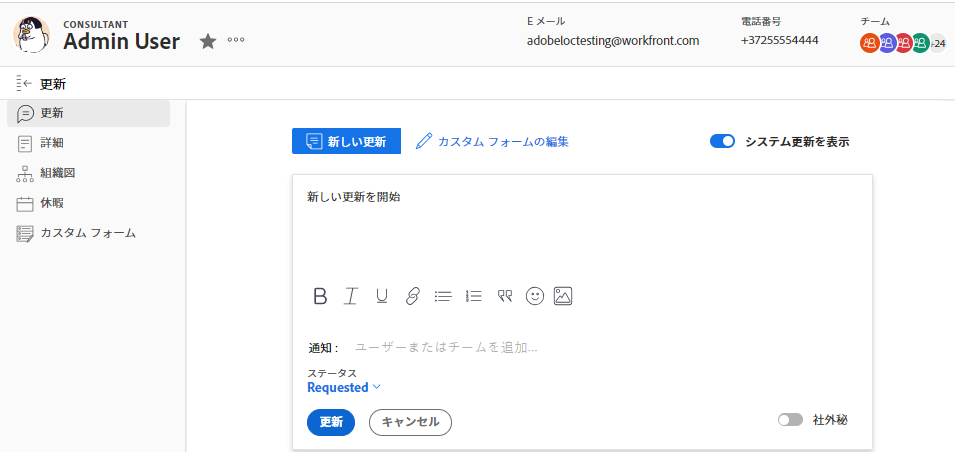 CONSULTANT
Admin User
E メール
adobeloctesting@workfront.com
電話番号
+37255554444
チーム
+24
更新
更新
詳細
組織図
休暇
カスタム フォーム
新しい更新
カスタム フォームの編集
システム更新を表示
新しい更新を開始
B I U
通知 :
ユーザーまたはチームを追加...
ステータス
Requested
更新
キャンセル
社外秘